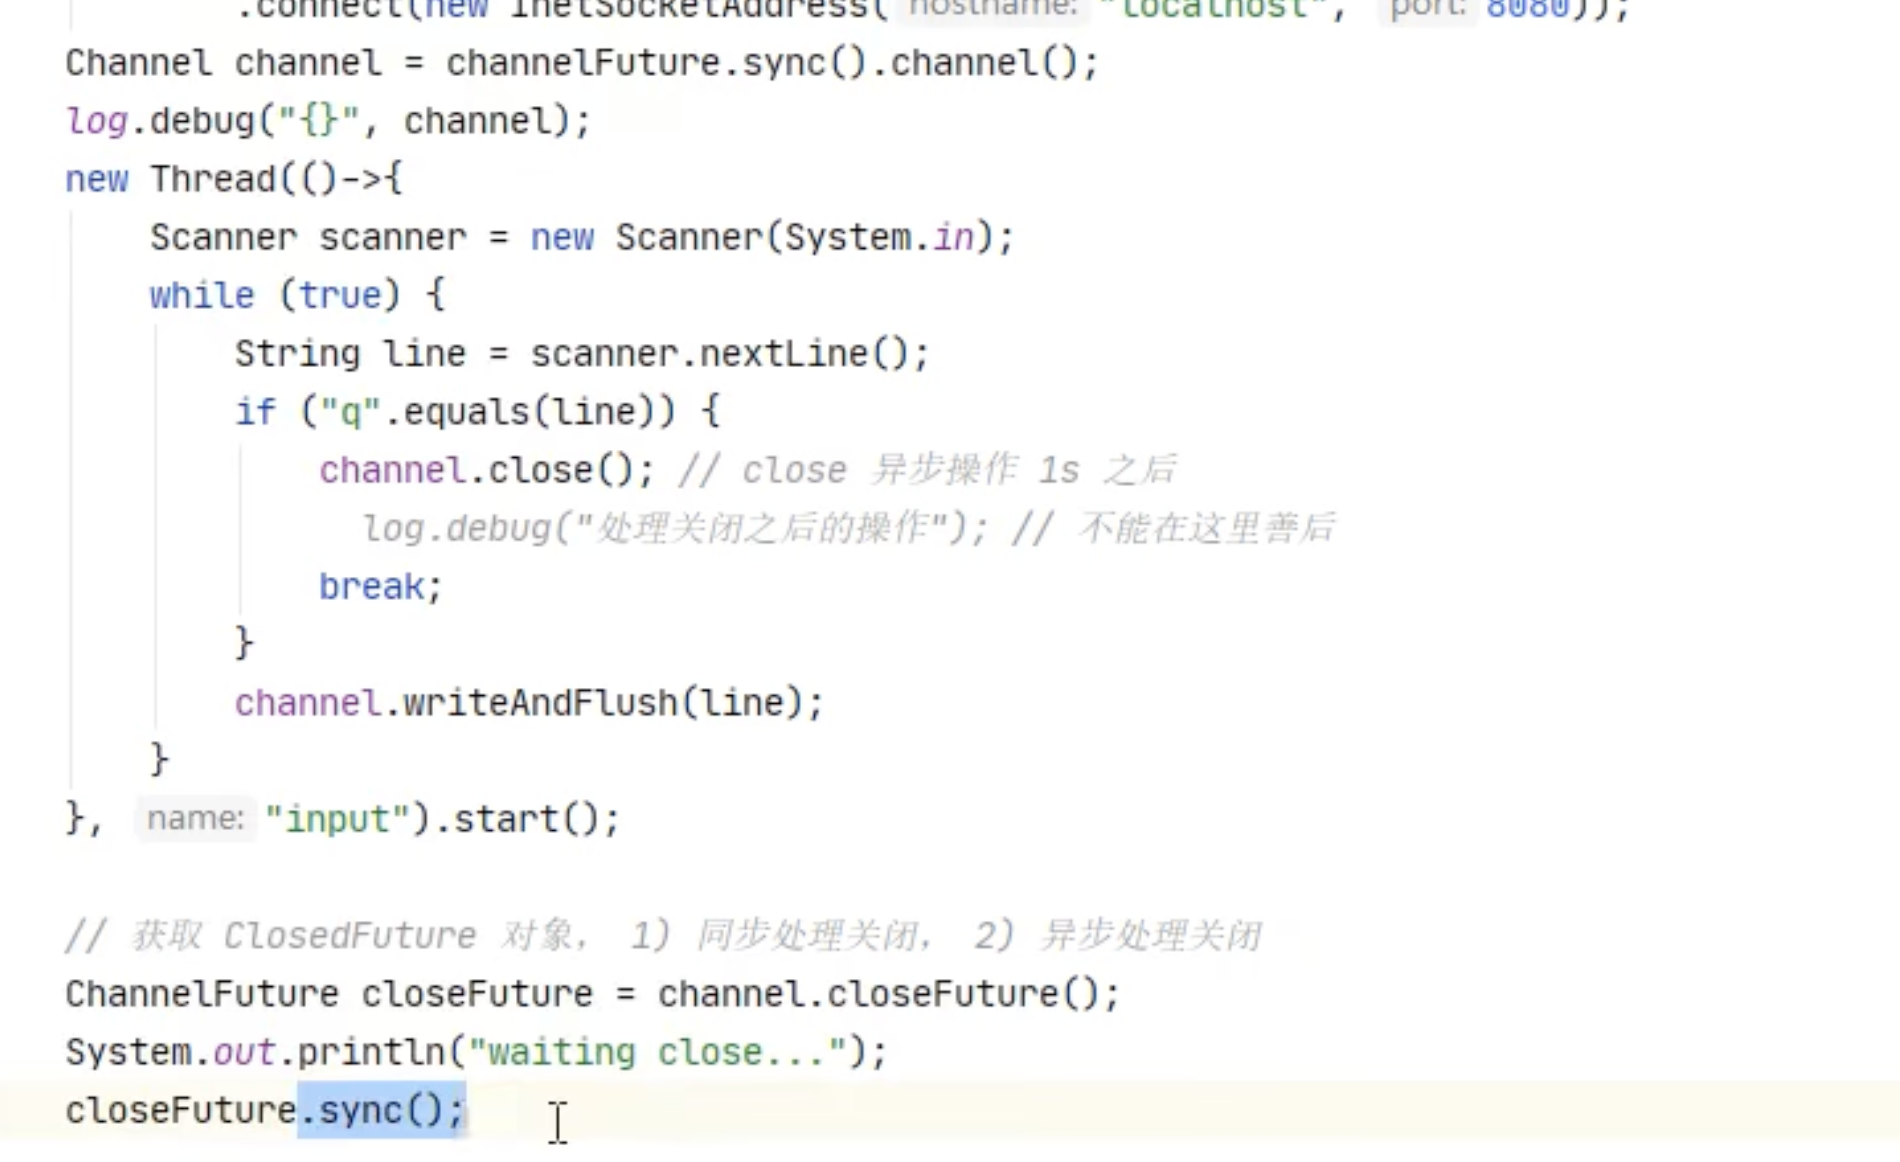 .connect(new InetSocketAddress( hostname: "localhost", port: 8080));
Channel channel = channelFuture.sync().channel();
log.debug("{}", channel);
new Thread(()->{
Scanner scanner = new Scanner(System.in);
while (true) {
String line = scanner.nextLine();
if ("q".equals(line)) {
channel.close(); // close 异步操作 1s 之后
log.debug("处理关闭之后的操作"); // 不能在这里善后
break;
}
channel.writeAndFlush(line);
}
}, name: "input").start();
// 获取 ClosedFuture 对象， 1) 同步处理关闭， 2) 异步处理关闭
ChannelFuture closeFuture = channel.closeFuture();
System.out.println("waiting close...");
closeFuture.sync();